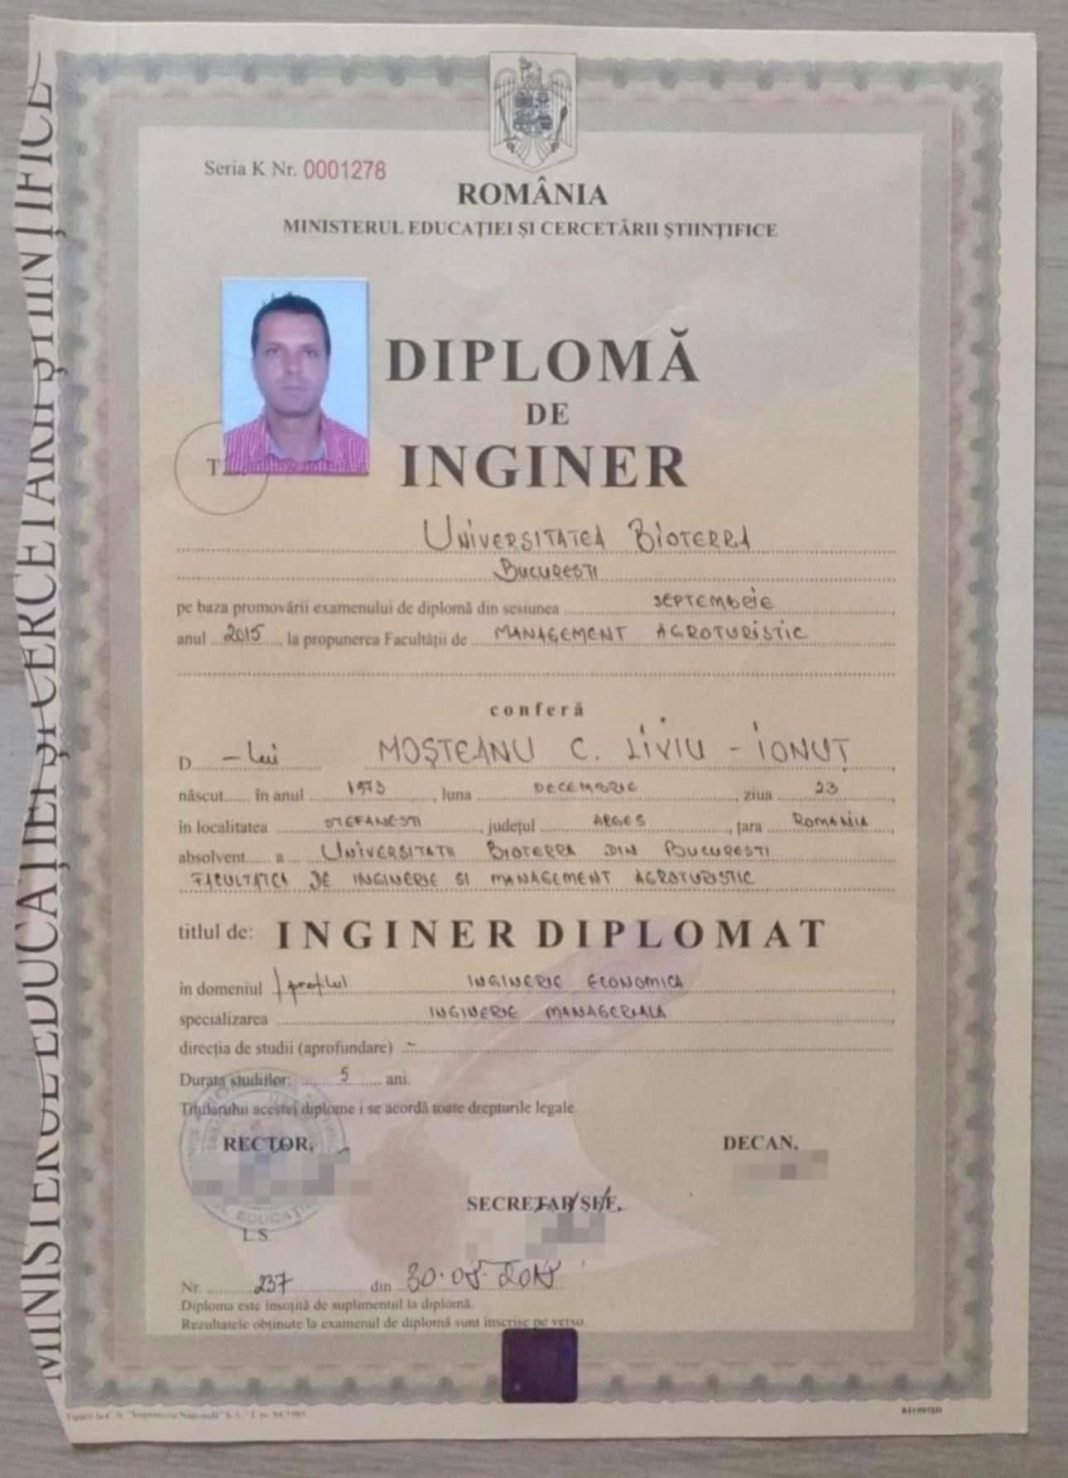 Seria K Nr. 0001278
ROMÂNIA
MINISTERUL EDUCAȚIEI ȘI CERCETĂRII ȘTIINȚIFICE
DIPLOMĂ
DE
INGINER
UNIVERSITATEA BIOTERRA
BUCURESTI
pe baza promovării examenului de diplomă din sesiunea SEPTEMBRIE
anul 2015 la propunerea Facultății de MANAGEMENT AGROTURISTIC
conferă
D – lui MOȘTEANU C. LIVIU - IONUȚ
născut în anul 1973, luna DECEMBRIE, ziua 23
în localitatea STEFANESTI, județul ARGES, țara ROMANIA
absolvent a UNIVERSITATII BIOTERRA DIN BUCURESTI
FACULTATEA DE INGINERIE SI MANAGEMENT AGROTURISTIC
titlul de: INGINER DIPLOMAT
în domeniul / profilul INGINERIE ECONOMICA
specializarea INGINERIE MANAGERIALA
direcția de studii (aprofundare) -
Durata studiilor: 5 ani.
Titularului acestei diplome i se acordă toate drepturile legale
RECTOR, DECAN,
SECRETAR ȘEF,
L.S.
Nr. 237 din
Diploma este însoțită de suplimentul la diplomă.
Rezultatele obținute la examenul de diplomă sunt înscrise pe verso.
MINISTERUL EDUCAȚIEI ȘI CERCETĂRII ȘTIINȚIFICE